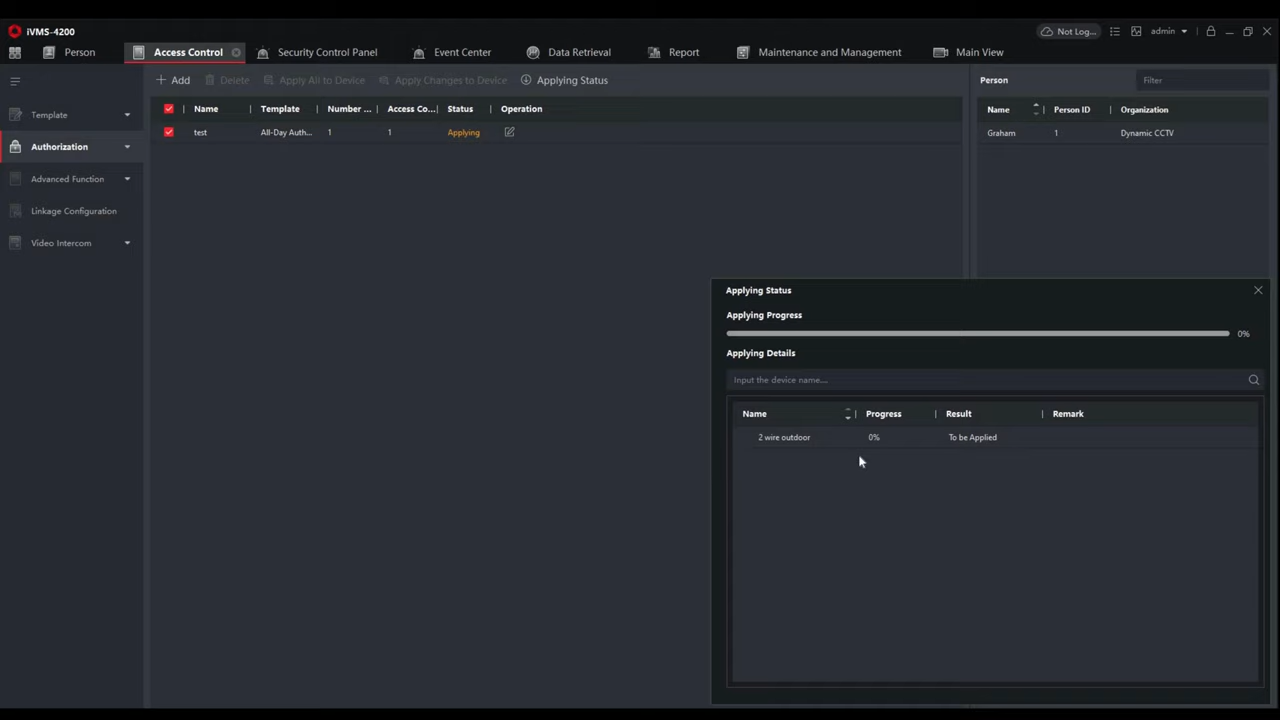 iVMS-4200
Not Log... admin
Person Access Control Security Control Panel Event Center Data Retrieval Report Maintenance and Management Main View
Add Delete Apply All to Device Apply Changes to Device Applying Status
Person Filter
Template
Authorization
Advanced Function
Linkage Configuration
Video Intercom
Name Template Number ... Access Co... Status Operation
test All-Day Auth... 1 1 Applying
Name Person ID Organization
Graham 1 Dynamic CCTV
Applying Status
Applying Progress
0%
Applying Details
Input the device name....
Name Progress Result Remark
2 wire outdoor 0% To be Applied